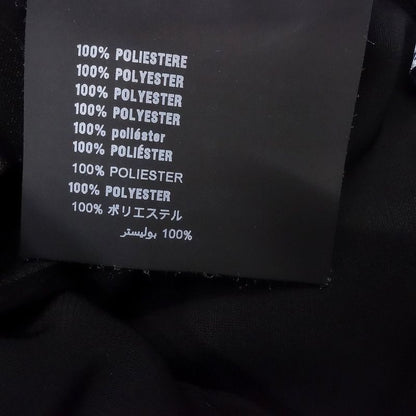 100% POLIESTERE
100% POLYESTER
100% POLYESTER
100% POLYESTER
100% poliéster
100% POLIÉSTER
100% POLIESTER
100% POLYESTER
100% ポリエステル
100% بوليستر